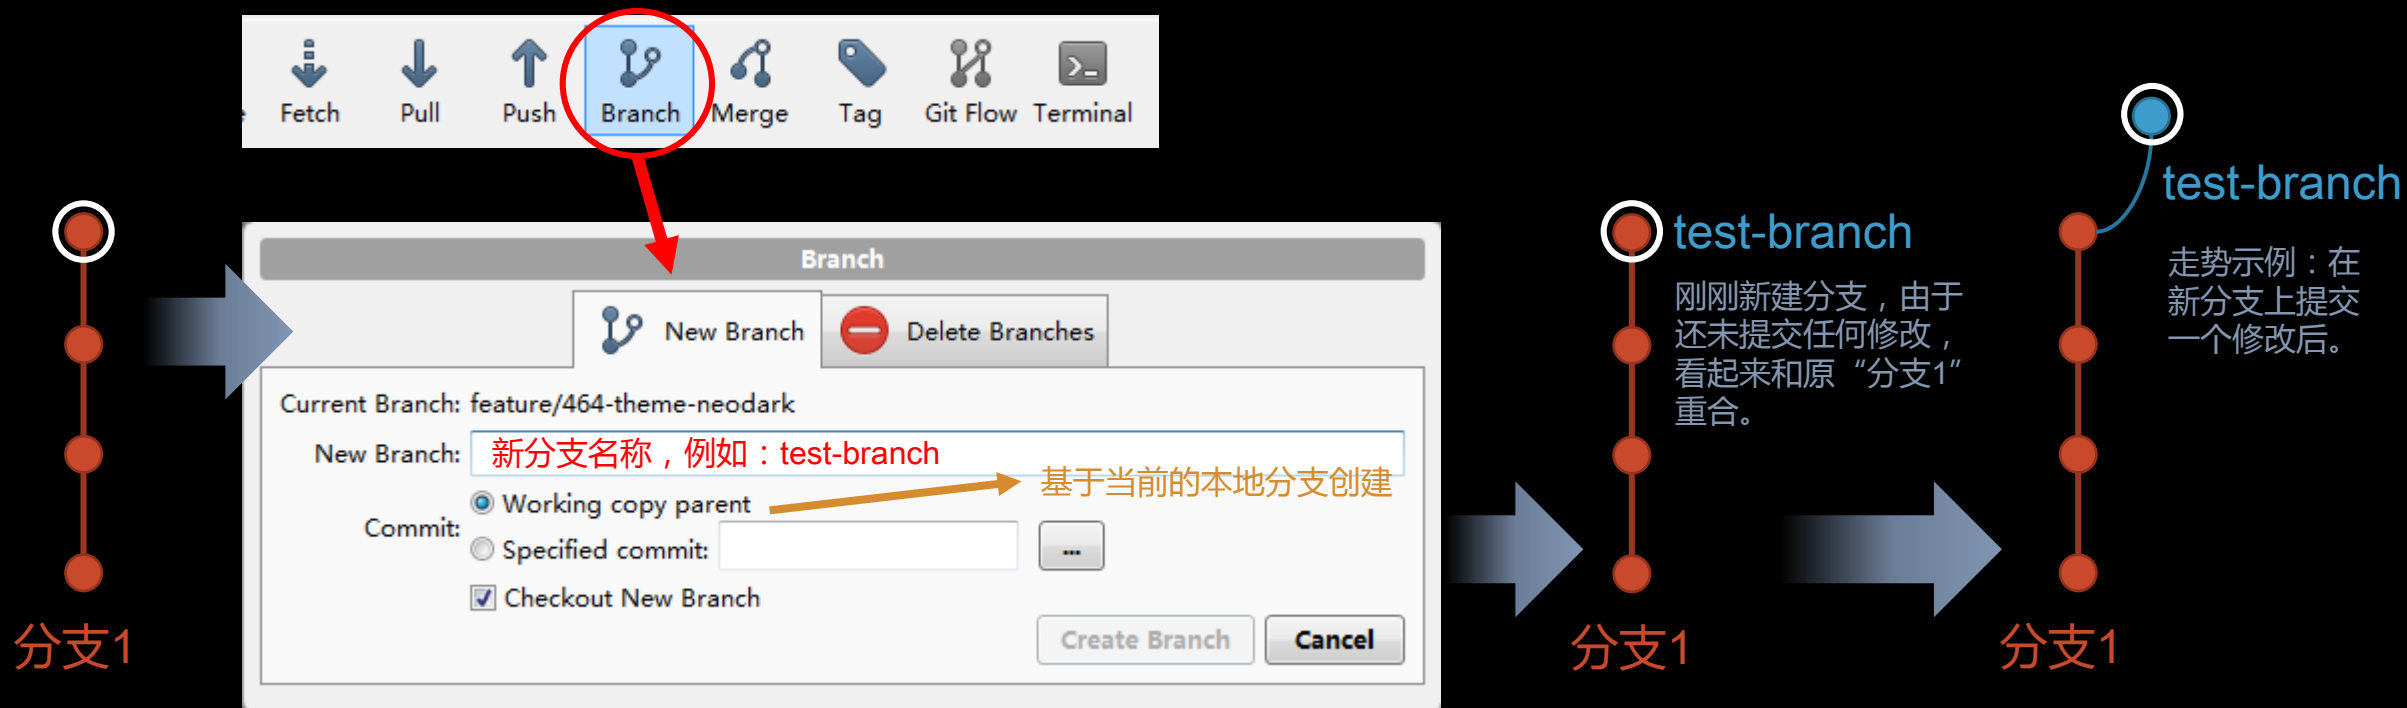 Fetch Pull Push Branch Merge Tag Git Flow Terminal
Branch
New Branch Delete Branches
Current Branch: feature/464-theme-neodark
New Branch: 新分支名称，例如：test-branch
基于当前的本地分支创建
Commit:
Working copy parent
Specified commit: ...
Checkout New Branch
Create Branch Cancel
分支1
test-branch
刚刚新建分支，由于
还未提交任何修改，
看起来和原“分支1”
重合。
分支1
test-branch
走势示例：在
新分支上提交
一个修改后。
分支1